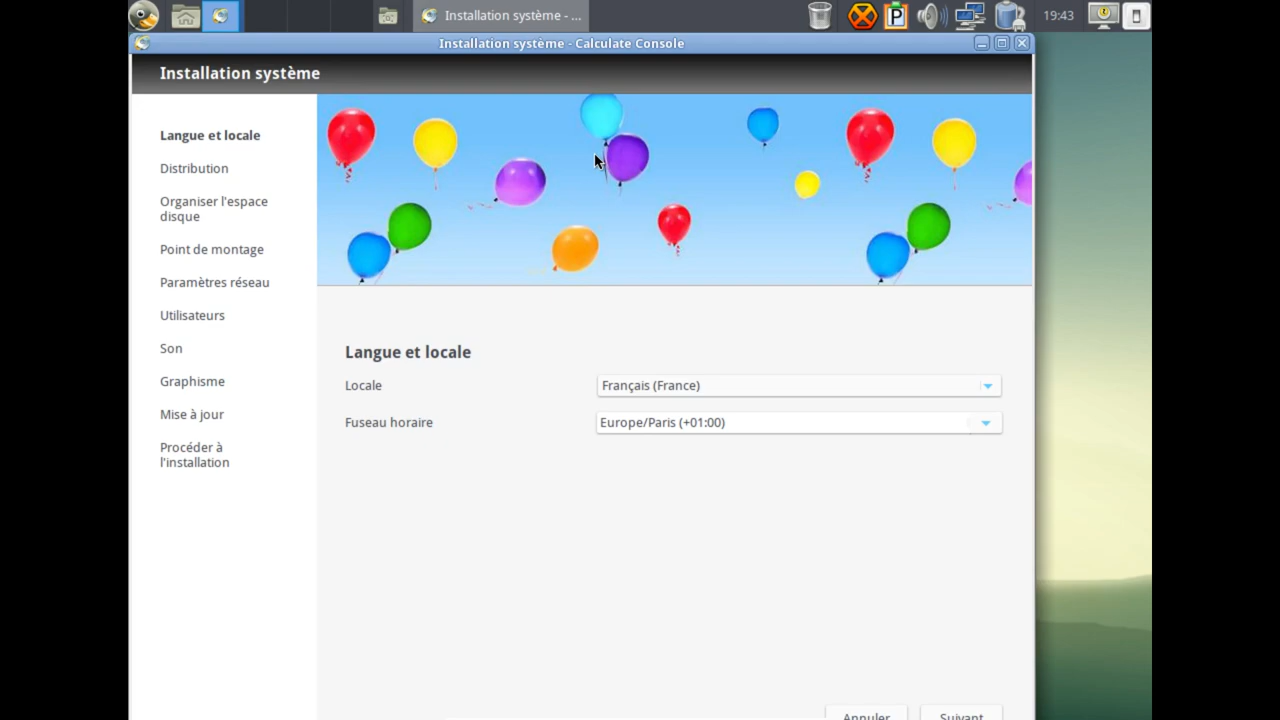 Installation système - ...
P
19:43
Installation système - Calculate Console
Installation système
Langue et locale
Distribution
Organiser l'espace
disque
Point de montage
Paramètres réseau
Utilisateurs
Son
Graphisme
Mise à jour
Procéder à
l'installation
Langue et locale
Locale
Français (France)
Fuseau horaire
Europe/Paris (+01:00)
Annuler
Suivant